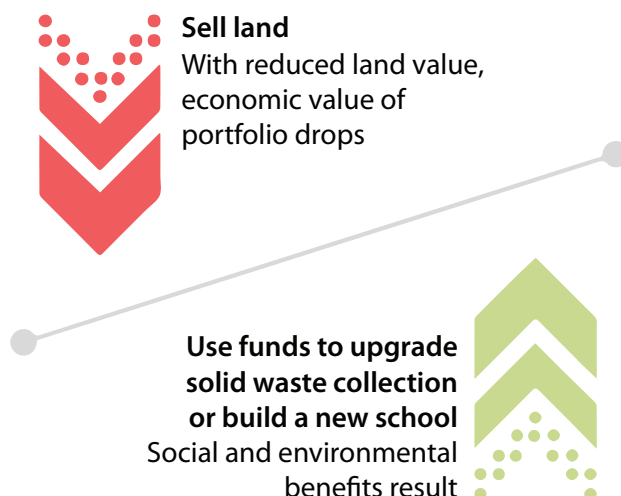 Sell land
With reduced land value,
economic value of
portfolio drops
Use funds to upgrade
solid waste collection
or build a new school
Social and environmental
benefits result